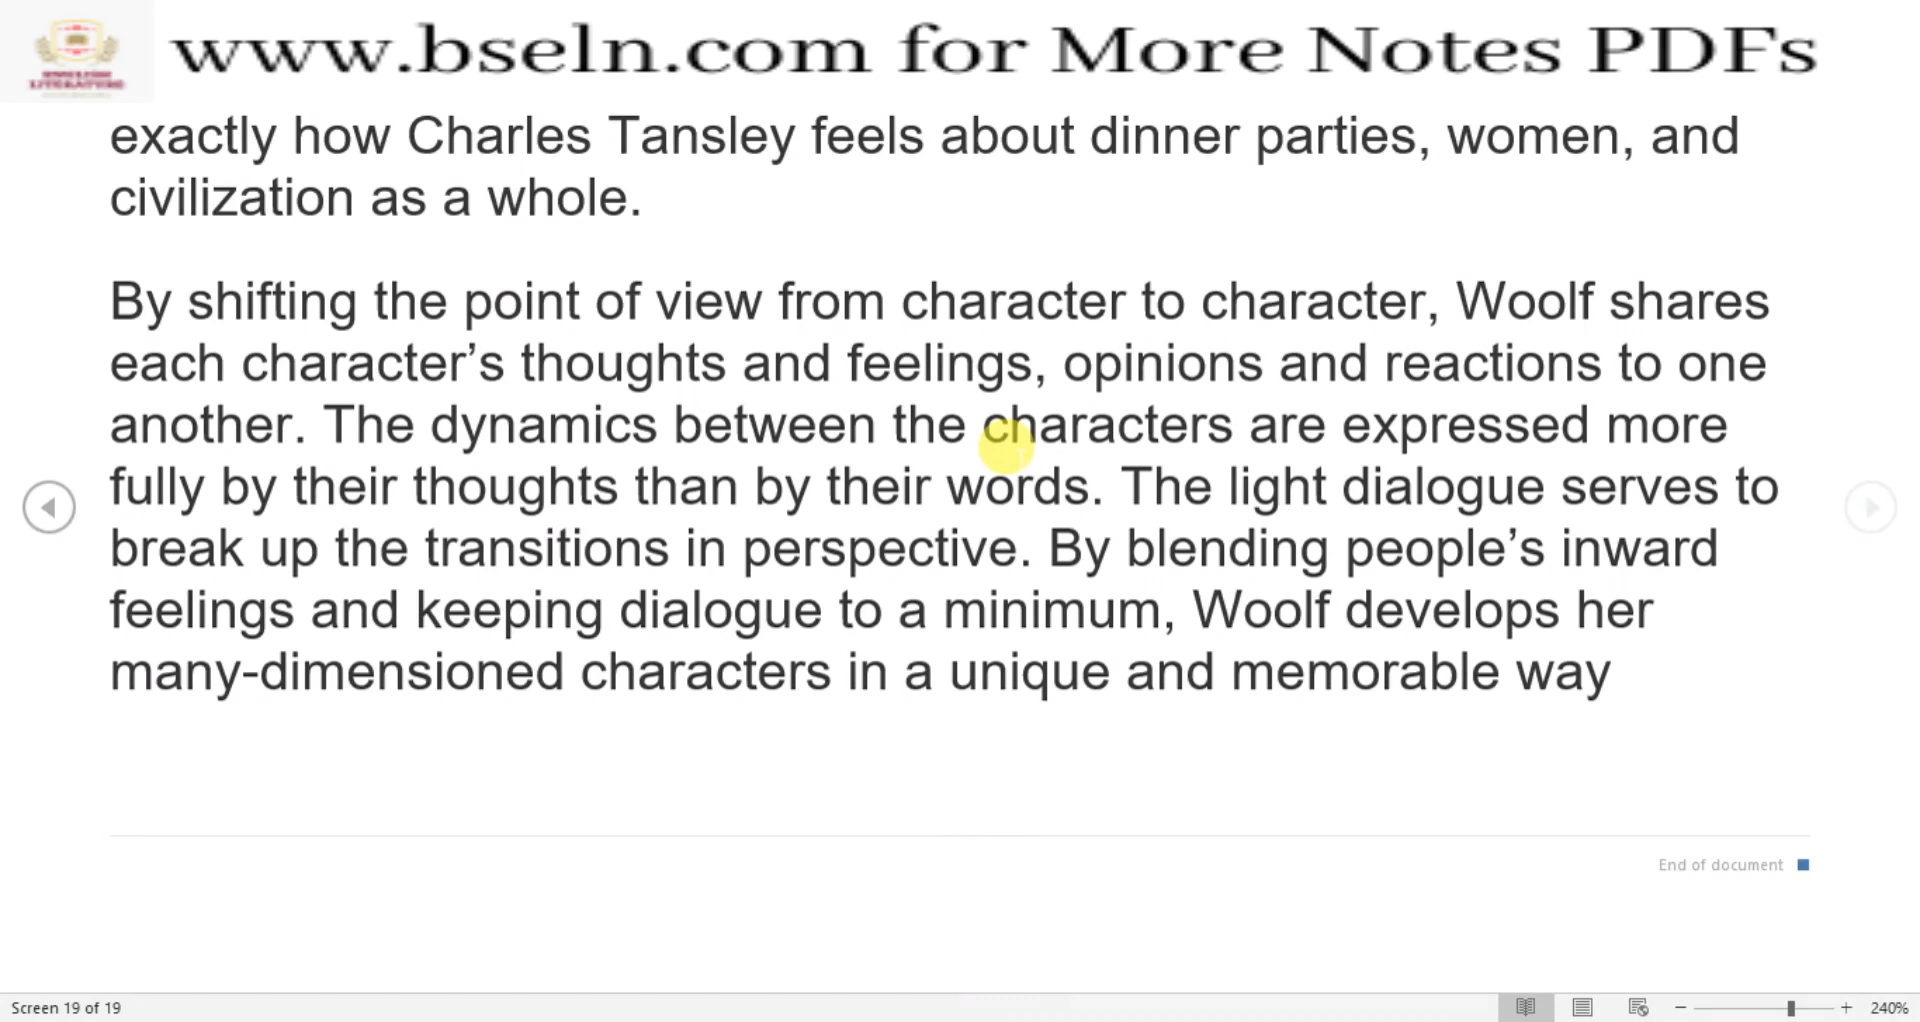 www.bseln.com for More Notes PDFs
exactly how Charles Tansley feels about dinner parties, women, and
civilization as a whole.
By shifting the point of view from character to character, Woolf shares
each character’s thoughts and feelings, opinions and reactions to one
another. The dynamics between the characters are expressed more
fully by their thoughts than by their words. The light dialogue serves to
break up the transitions in perspective. By blending people’s inward
feelings and keeping dialogue to a minimum, Woolf develops her
many-dimensioned characters in a unique and memorable way
End of document
Screen 19 of 19
240%